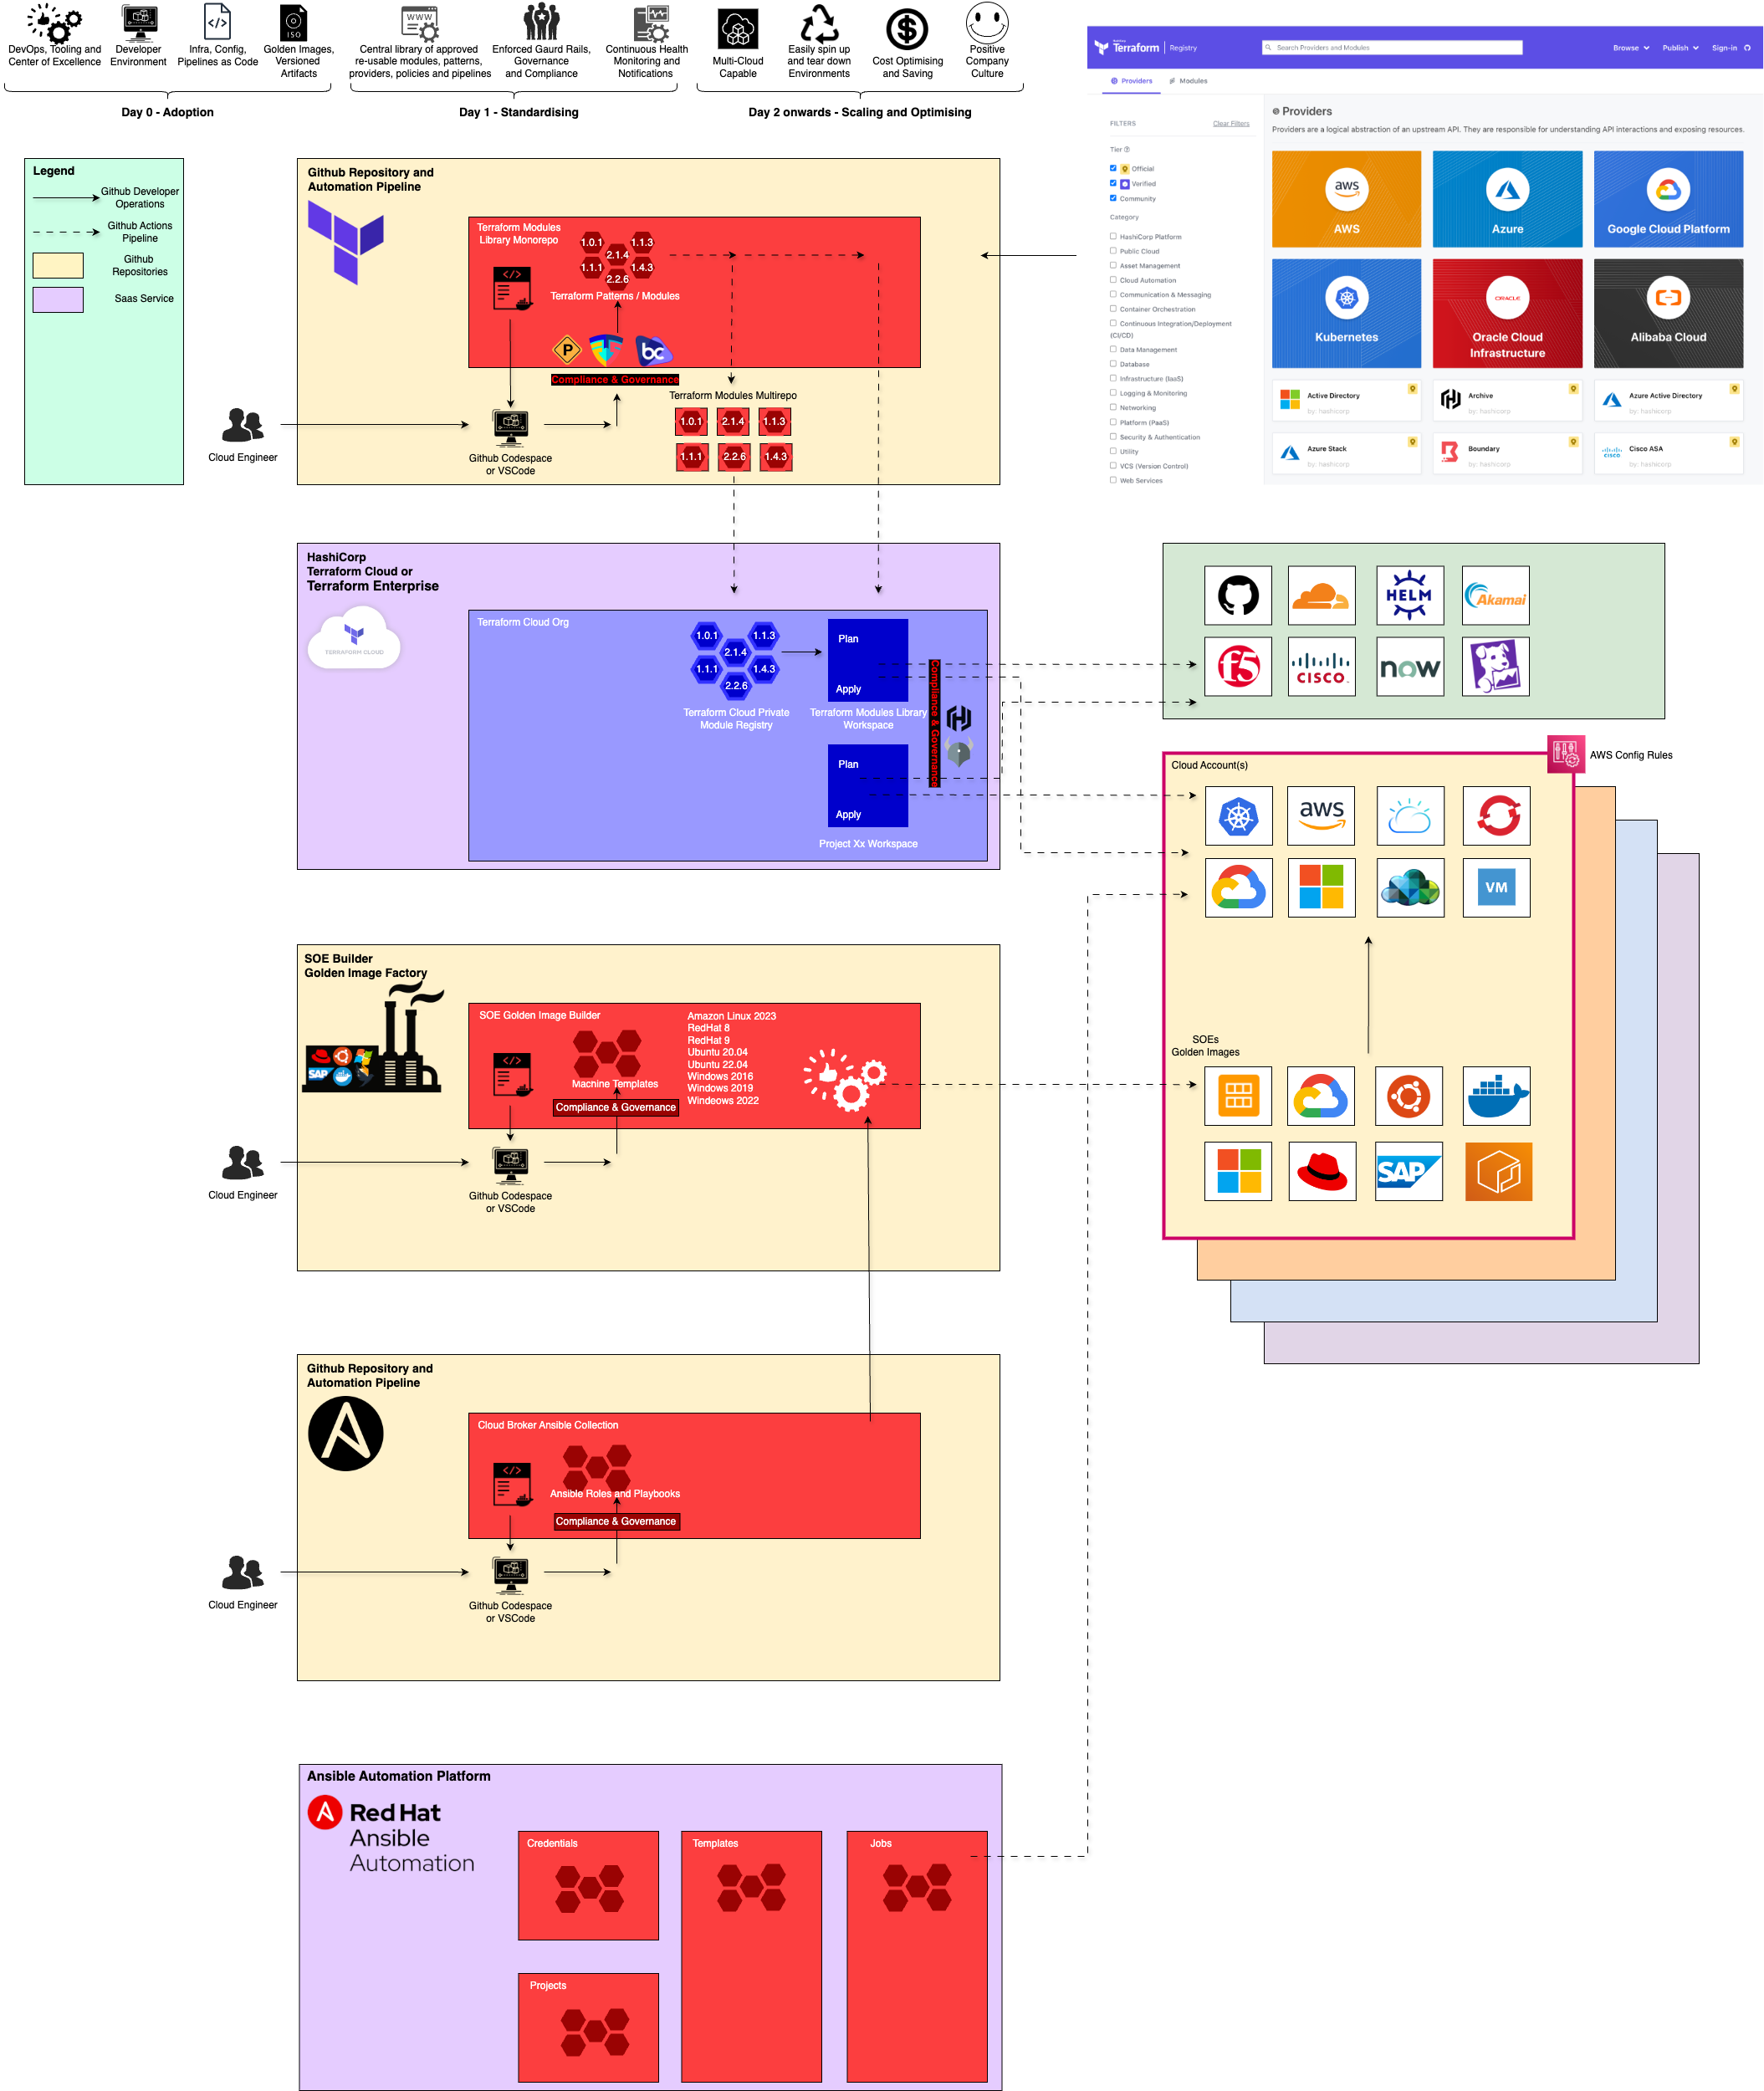 WWW
ISO
DevOps, Tooling and
Center of Excellence
Developer
Environment
Infra, Config,
Pipelines as Code
Golden Images,
Versioned
Artifacts
Central library of approved
re-usable modules, patterns,
providers, policies and pipelines
Enforced Gaurd Rails,
Governance
and Compliance
Continuous Health
Monitoring and
Notifications
Multi-Cloud
Capable
Easily spin up
and tear down
Environments
Cost Optimising
and Saving
Positive
Company
Culture
Day 0 - Adoption
Day 1 - Standardising
Day 2 onwards - Scaling and Optimising
HashiCorp
Terraform
Registry
Search Providers and Modules
Browse
Publish
Sign-in
Providers
Modules
FILTERS
Clear Filters
Tier
Official
Verified
Community
Category
HashiCorp Platform
Public Cloud
Asset Management
Cloud Automation
Communication & Messaging
Container Orchestration
Continuous Integration/Deployment
(CI/CD)
Data Management
Database
Infrastructure (IaaS)
Logging & Monitoring
Networking
Platform (PaaS)
Security & Authentication
Utility
VCS (Version Control)
Web Services
Providers
Providers are a logical abstraction of an upstream API. They are responsible for understanding API interactions and exposing resources.
aws
AWS
Azure
Google Cloud Platform
Kubernetes
ORACLE
Oracle Cloud
Infrastructure
Alibaba Cloud
Active Directory
by: hashicorp
Archive
by: hashicorp
Azure Active Directory
by: hashicorp
Azure Stack
by: hashicorp
Boundary
by: hashicorp
cisco
Cisco ASA
by: hashicorp
Legend
Github Developer
Operations
Github Actions
Pipeline
Github
Repositories
Saas Service
Github Repository and
Automation Pipeline
Terraform Modules
Library Monorepo
1.0.1
1.1.3
2.1.4
1.1.1
1.4.3
2.2.6
Terraform Patterns / Modules
P
bc
Compliance & Governance
Terraform Modules Multirepo
1.0.1
2.1.4
1.1.3
1.1.1
2.2.6
1.4.3
Cloud Engineer
Github Codespace
or VSCode
HashiCorp
Terraform Cloud or
Terraform Enterprise
TERRAFORM CLOUD
Terraform Cloud Org
1.0.1
1.1.3
2.1.4
1.1.1
1.4.3
2.2.6
Terraform Cloud Private
Module Registry
Plan
Apply
Terraform Modules Library
Workspace
Compliance & Governance
Plan
Apply
Project Xx Workspace
HELM
Akamai
f5
CISCO
now
AWS Config Rules
Cloud Account(s)
aws
VM
SOEs
Golden Images
SAP
SOE Builder
Golden Image Factory
SAP
SOE Golden Image Builder
Machine Templates
Compliance & Governance
Amazon Linux 2023
RedHat 8
RedHat 9
Ubuntu 20.04
Ubuntu 22.04
Windows 2016
Windows 2019
Windeows 2022
Cloud Engineer
Github Codespace
or VSCode
Github Repository and
Automation Pipeline
Cloud Broker Ansible Collection
Ansible Roles and Playbooks
Compliance & Governance
Cloud Engineer
Github Codespace
or VSCode
Ansible Automation Platform
Red Hat
Ansible
Automation
Credentials
Templates
Jobs
Projects